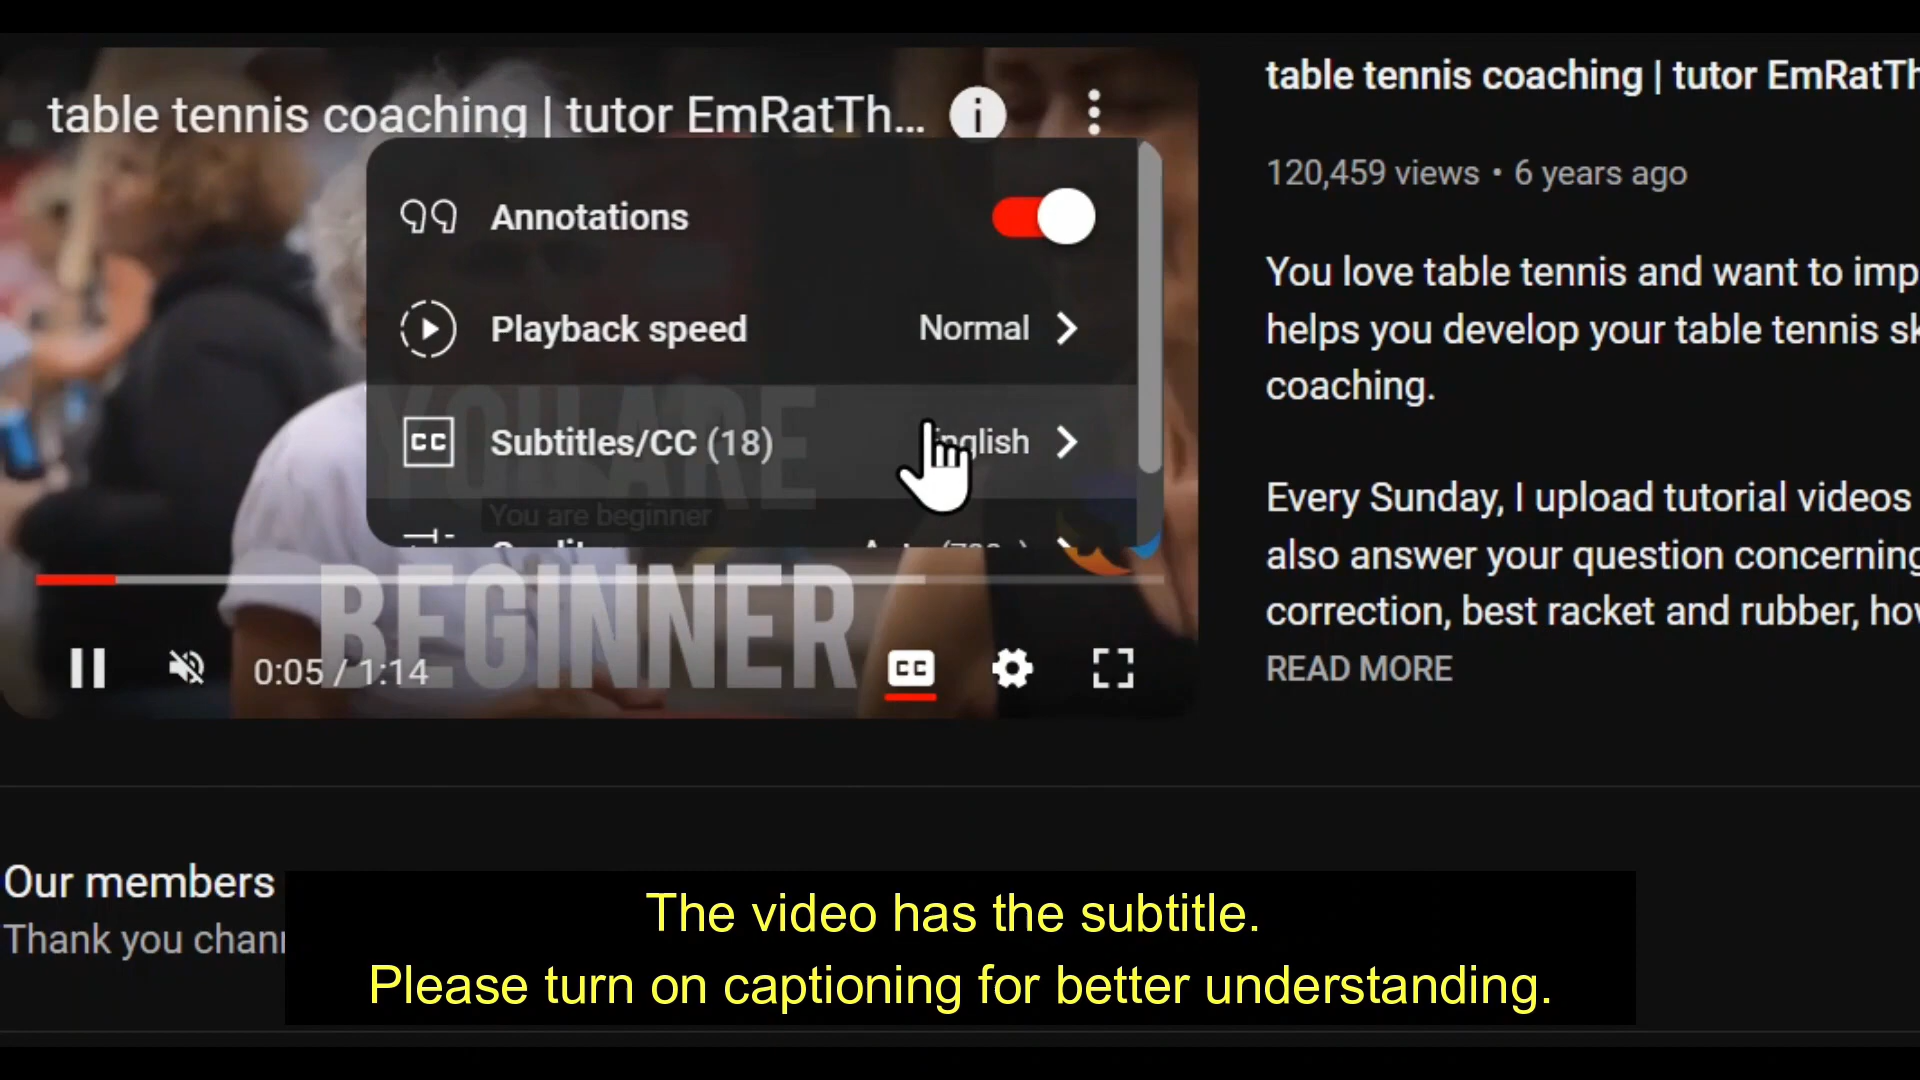 table tennis coaching | tutor EmRatTh...
Annotations
Playback speed Normal
YOU ARE
Subtitles/CC (18) English
You are beginner
BEGINNER
0:05 / 1:14
table tennis coaching | tutor EmRatTh
120,459 views • 6 years ago
You love table tennis and want to imp
helps you develop your table tennis sk
coaching.
Every Sunday, I upload tutorial videos
also answer your question concerning
correction, best racket and rubber, how
READ MORE
Our members
Thank you chan
The video has the subtitle.
Please turn on captioning for better understanding.